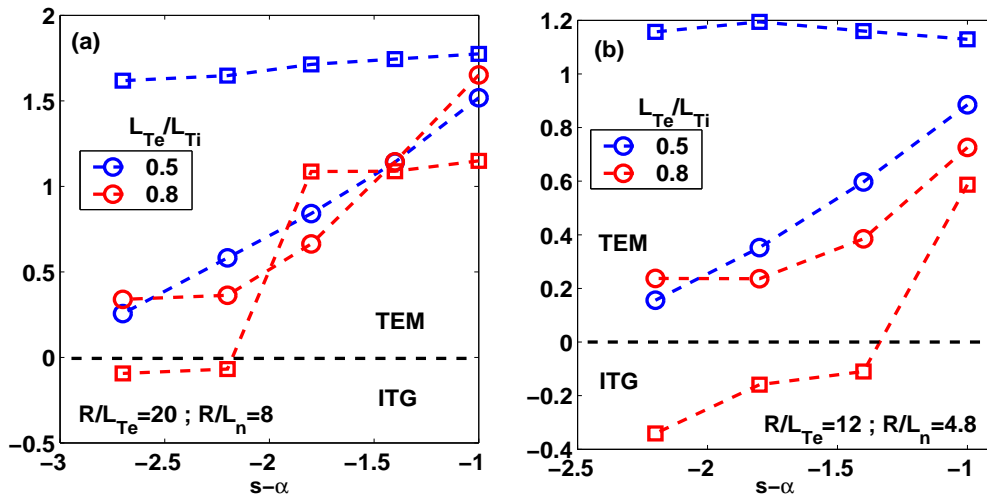 (a)
2
1.5
1
0.5
0
−0.5
L_Te/L_Ti
0.5
0.8
TEM
ITG
R/L_Te=20 ; R/L_n=8
−3
−2.5
−2
−1.5
−1
s−α
(b)
1.2
1
0.8
0.6
0.4
0.2
0
−0.2
−0.4
L_Te/L_Ti
0.5
0.8
TEM
ITG
R/L_Te=12 ; R/L_n=4.8
−2.5
−2
−1.5
−1
s−α